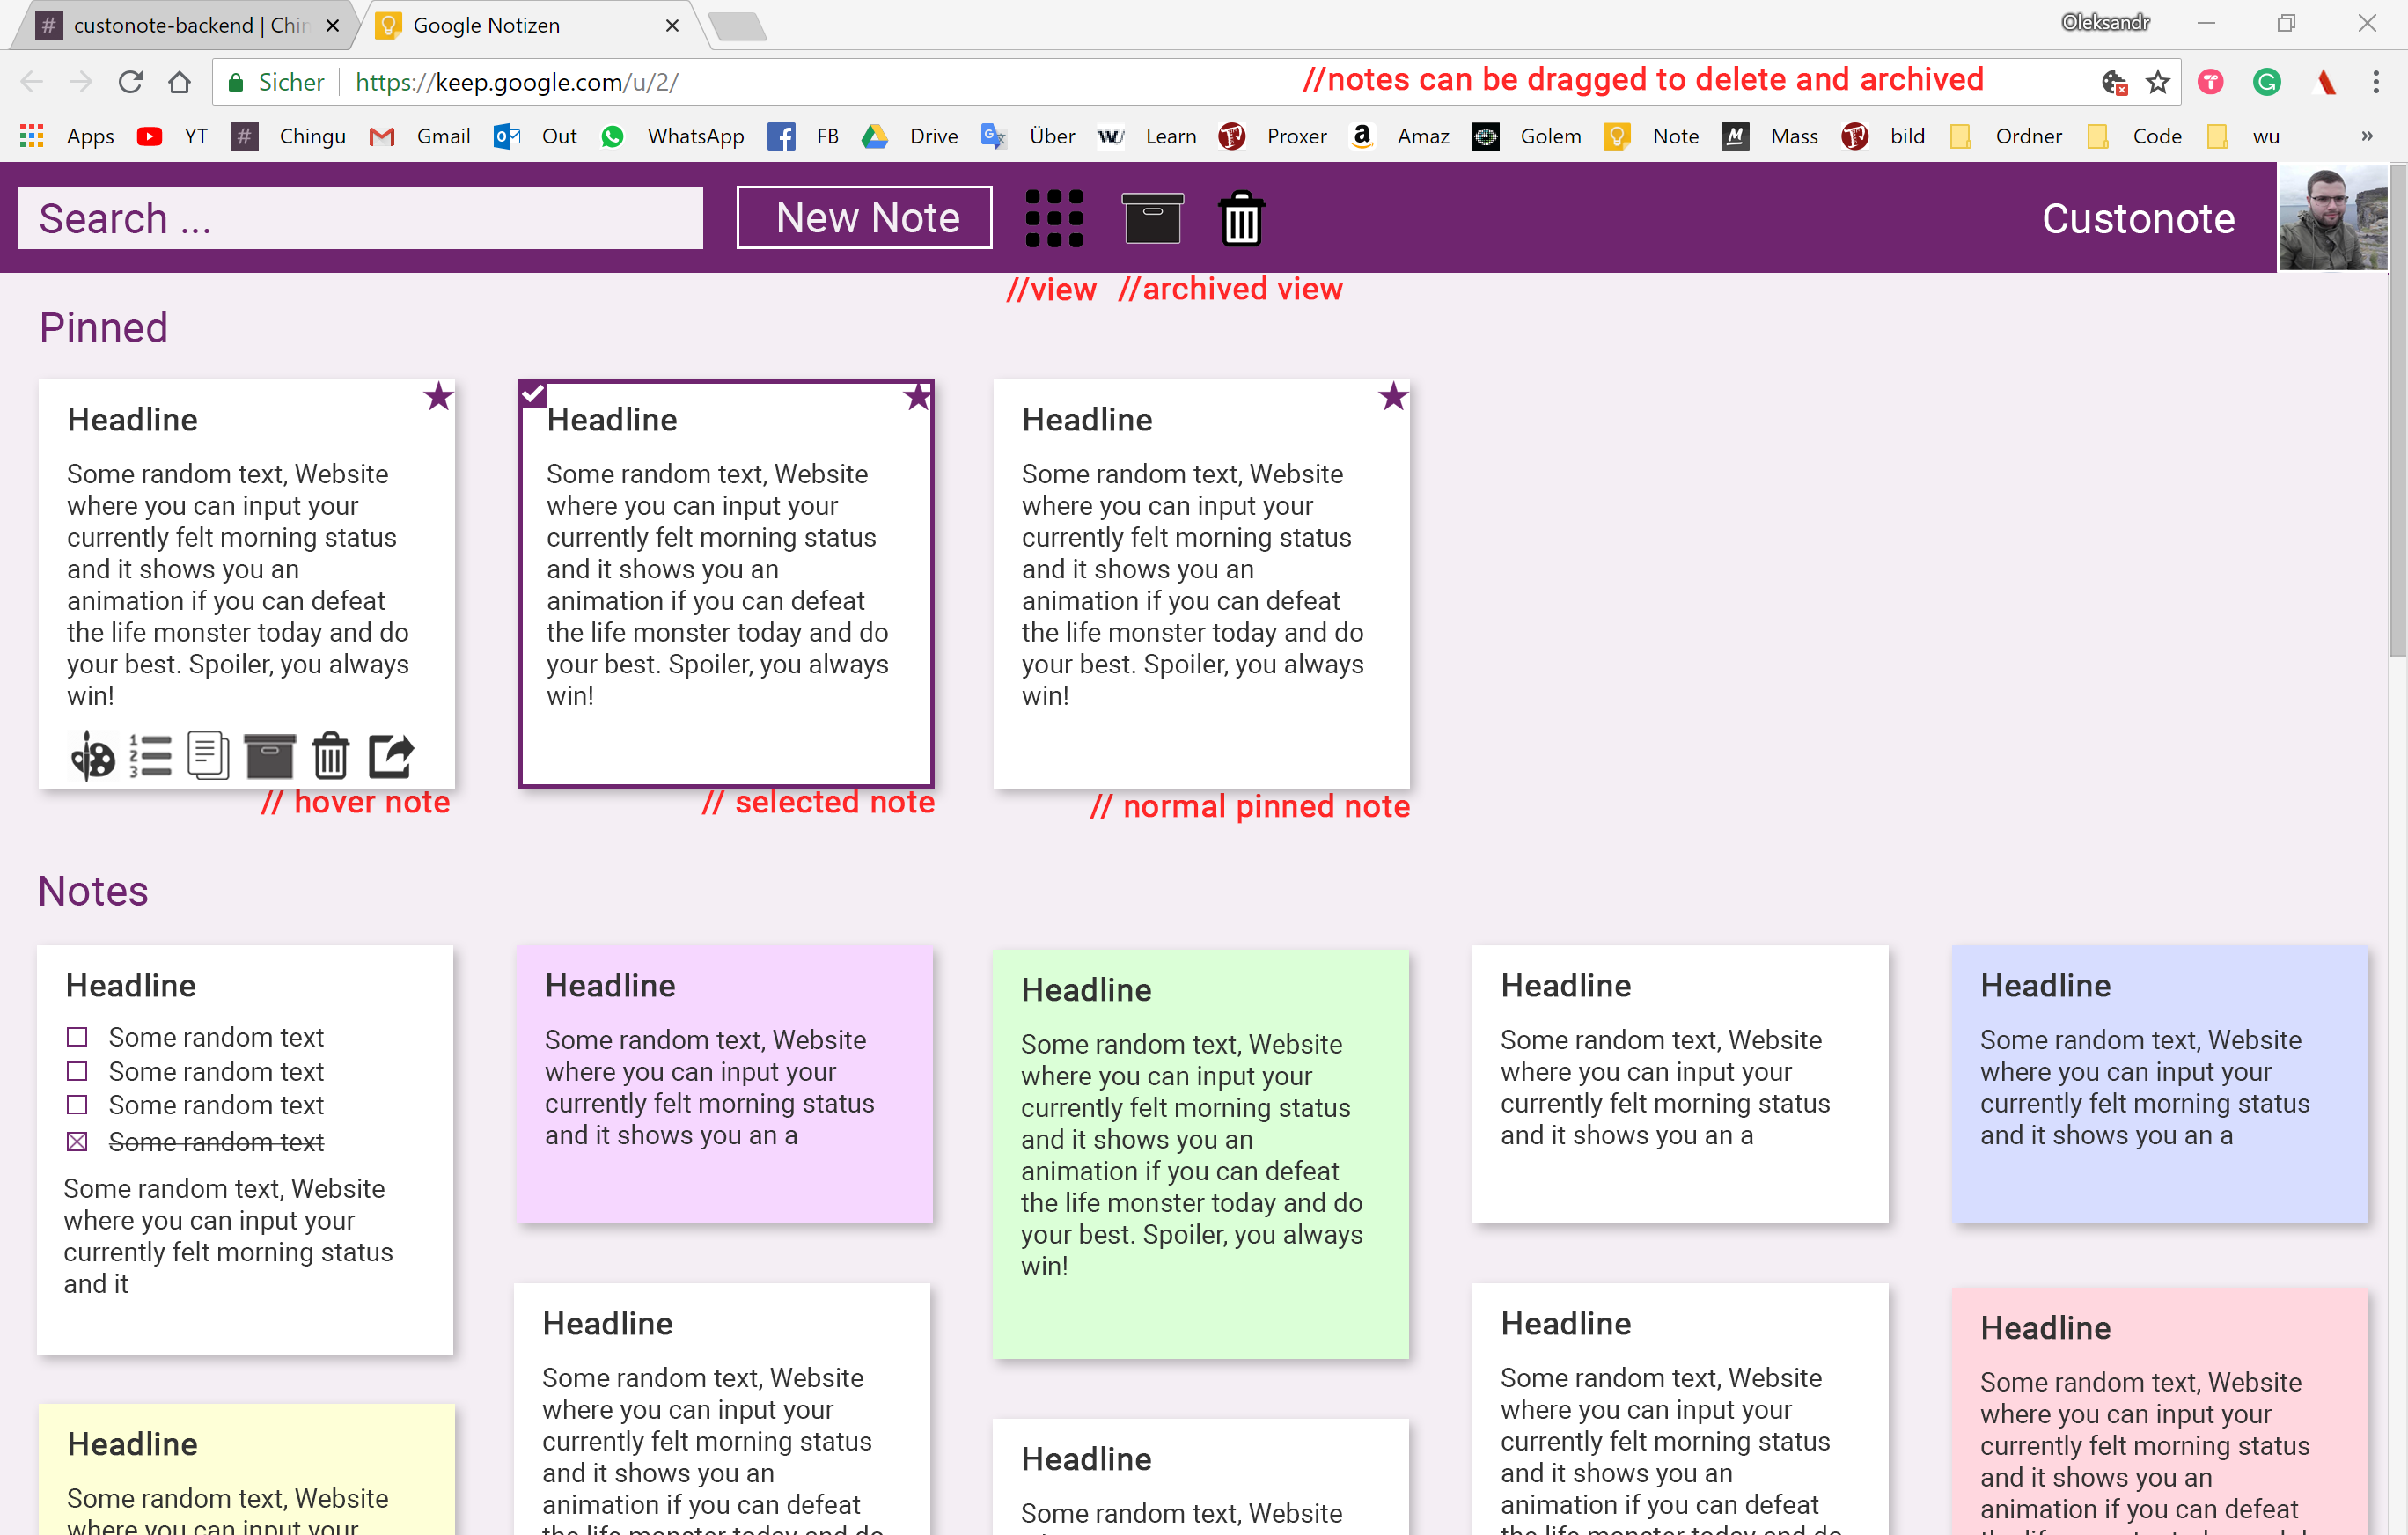 custonote-backend | Chin
Google Notizen
Oleksandr
Sicher
https://keep.google.com/u/2/
//notes can be dragged to delete and archived
Apps
YT
Chingu
Gmail
Out
WhatsApp
FB
Drive
Über
Learn
Proxer
Amaz
Golem
Note
Mass
bild
Ordner
Code
wu
»
Search ...
New Note
Custonote
//view
//archived view
Pinned
Headline
Some random text, Website
where you can input your
currently felt morning status
and it shows you an
animation if you can defeat
the life monster today and do
your best. Spoiler, you always
win!
// hover note
Headline
Some random text, Website
where you can input your
currently felt morning status
and it shows you an
animation if you can defeat
the life monster today and do
your best. Spoiler, you always
win!
// selected note
Headline
Some random text, Website
where you can input your
currently felt morning status
and it shows you an
animation if you can defeat
the life monster today and do
your best. Spoiler, you always
win!
// normal pinned note
Notes
Headline
Some random text
Some random text
Some random text
Some random text
Some random text, Website
where you can input your
currently felt morning status
and it
Headline
Some random text, Website
where you can input your
Headline
Some random text, Website
where you can input your
currently felt morning status
and it shows you an a
Headline
Some random text, Website
where you can input your
currently felt morning status
and it shows you an
animation if you can defeat
the life monster today and do
Headline
Some random text, Website
where you can input your
currently felt morning status
and it shows you an
animation if you can defeat
the life monster today and do
your best. Spoiler, you always
win!
Headline
Some random text, Website
Headline
Some random text, Website
where you can input your
currently felt morning status
and it shows you an a
Headline
Some random text, Website
where you can input your
currently felt morning status
and it shows you an
animation if you can defeat
the life monster today and do
Headline
Some random text, Website
where you can input your
currently felt morning status
and it shows you an a
Headline
Some random text, Website
where you can input your
currently felt morning status
and it shows you an
animation if you can defeat